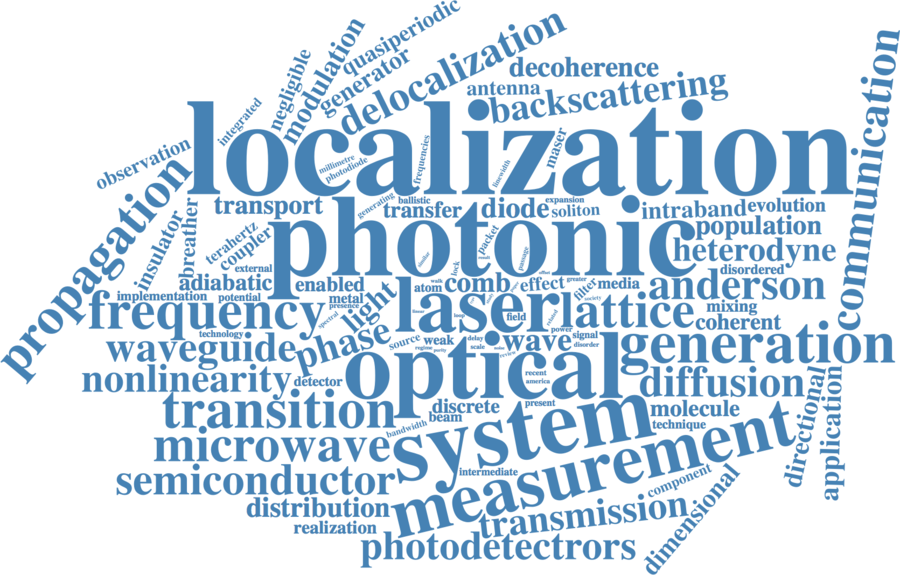 quasiperiodic
modulation
negligible
generator
delocalization
integrated
decoherence
antenna
backscattering
communication
observation
localization
millimetre
photodiode
frequencies
linewidth
maser
propagation
insulator
breather
transport
generating
ballistic
transfer
diode
expansion
soliton
intraband
evolution
photonic
population
terahertz
coupler
packet
passage
heterodyne
external
disordered
adiabatic
enabled
atom
comb
effect
filter
media
anderson
implementation
potential
metal
presence
light
laser
field
lattice
greater
society
mixing
coherent
frequency
spectral
technology
power
signal
waveguide
phase
source
weak
delay
scale
wave
disorder
generation
regime
review
optical
nonlinearity
detector
recent
america
diffusion
transition
discrete
beam
present
molecule
technique
bandwidth
system
directional
application
microwave
measurement
semiconductor
intermediate
component
dimensional
distribution
transmission
realization
photodetectrors